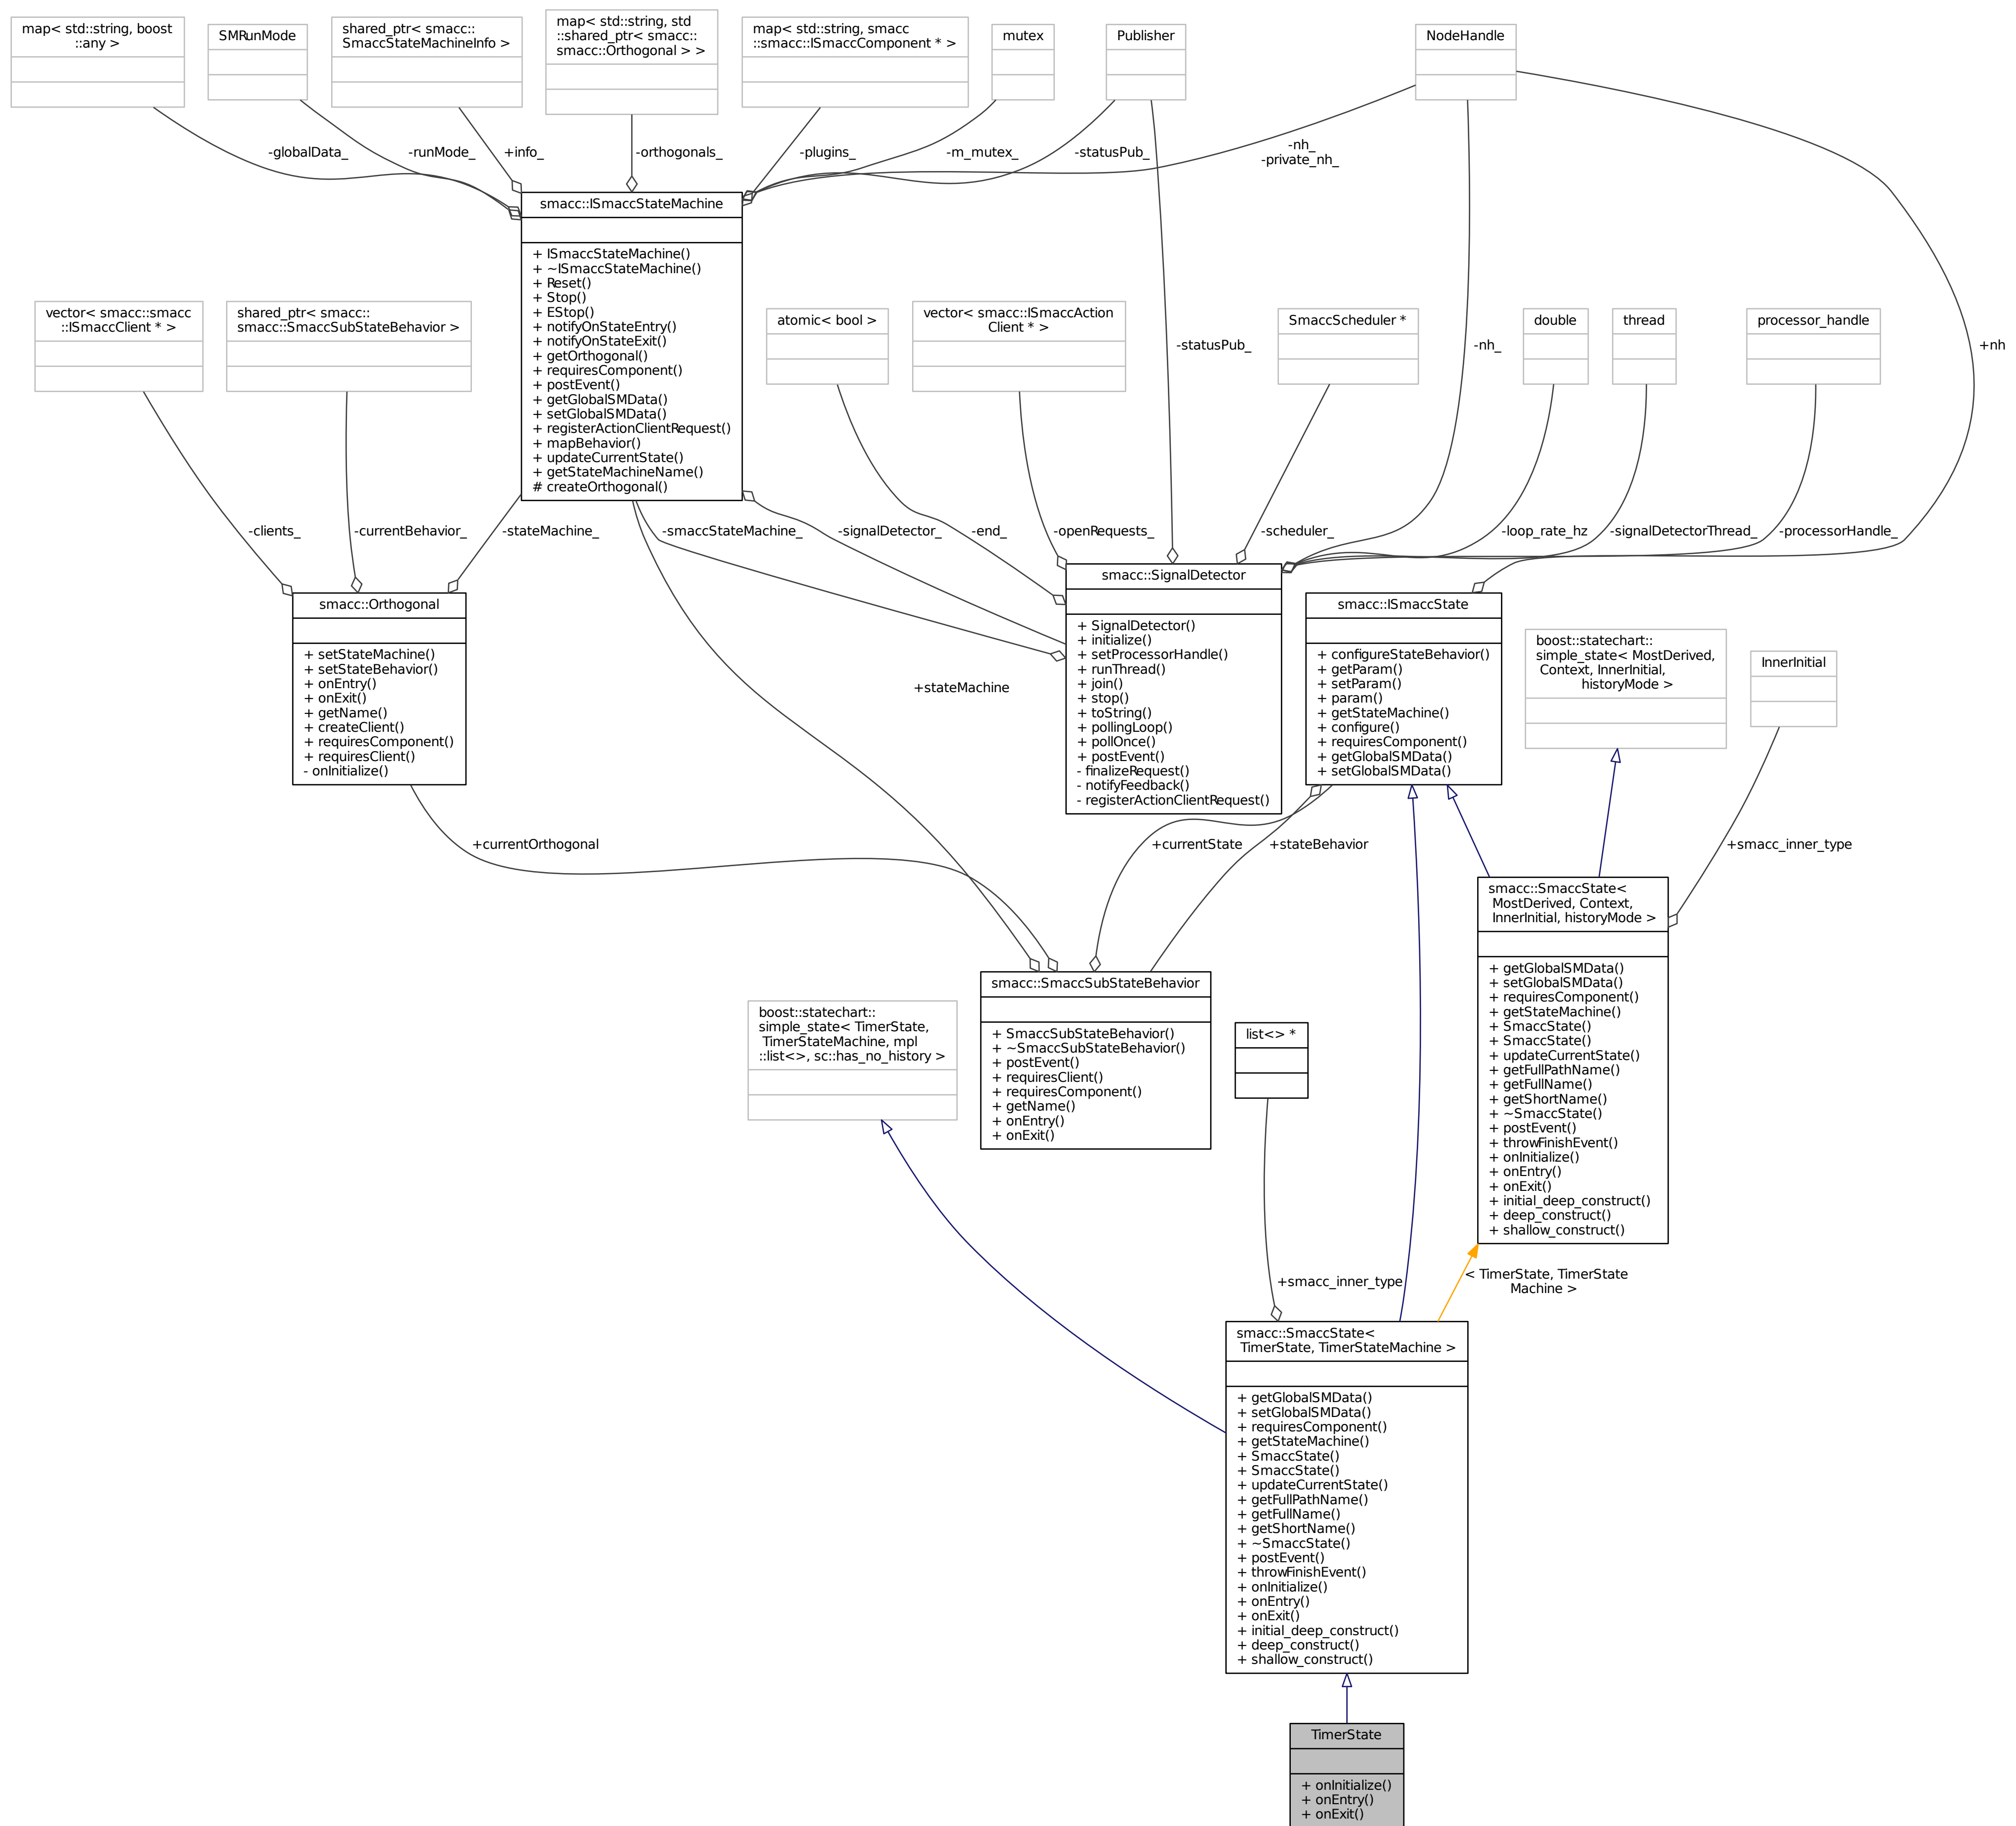 map< std::string, boost
::any >
SMRunMode
shared_ptr< smacc::
SmaccStateMachineInfo >
map< std::string, std
::shared_ptr< smacc::
smacc::Orthogonal > >
map< std::string, smacc
::smacc::ISmaccComponent * >
mutex
Publisher
NodeHandle
-globalData_
-runMode_
+info_
-orthogonals_
-plugins_
-m_mutex_
-statusPub_
-nh_
-private_nh_
smacc::ISmaccStateMachine
+ ISmaccStateMachine()
+ ~ISmaccStateMachine()
+ Reset()
+ Stop()
+ EStop()
+ notifyOnStateEntry()
+ notifyOnStateExit()
+ getOrthogonal()
+ requiresComponent()
+ postEvent()
+ getGlobalSMData()
+ setGlobalSMData()
+ registerActionClientRequest()
+ mapBehavior()
+ updateCurrentState()
+ getStateMachineName()
# createOrthogonal()
vector< smacc::smacc
::ISmaccClient * >
shared_ptr< smacc::
smacc::SmaccSubStateBehavior >
atomic< bool >
vector< smacc::ISmaccAction
Client * >
SmaccScheduler *
double
thread
processor_handle
-statusPub_
-nh_
+nh
-clients_
-currentBehavior_
-stateMachine_
-smaccStateMachine_
-signalDetector_
-end_
-openRequests_
-scheduler_
-loop_rate_hz
-signalDetectorThread_
-processorHandle_
smacc::Orthogonal
+ setStateMachine()
+ setStateBehavior()
+ onEntry()
+ onExit()
+ getName()
+ createClient()
+ requiresComponent()
+ requiresClient()
- onInitialize()
smacc::SignalDetector
+ SignalDetector()
+ initialize()
+ setProcessorHandle()
+ runThread()
+ join()
+ stop()
+ toString()
+ pollingLoop()
+ pollOnce()
+ postEvent()
- finalizeRequest()
- notifyFeedback()
- registerActionClientRequest()
smacc::ISmaccState
+ configureStateBehavior()
+ getParam()
+ setParam()
+ param()
+ getStateMachine()
+ configure()
+ requiresComponent()
+ getGlobalSMData()
+ setGlobalSMData()
boost::statechart::
simple_state< MostDerived,
Context, InnerInitial,
historyMode >
InnerInitial
+stateMachine
+currentOrthogonal
+currentState
+stateBehavior
+smacc_inner_type
smacc::SmaccState<
MostDerived, Context,
InnerInitial, historyMode >
+ getGlobalSMData()
+ setGlobalSMData()
+ requiresComponent()
+ getStateMachine()
+ SmaccState()
+ SmaccState()
+ updateCurrentState()
+ getFullPathName()
+ getFullName()
+ getShortName()
+ ~SmaccState()
+ postEvent()
+ throwFinishEvent()
+ onInitialize()
+ onEntry()
+ onExit()
+ initial_deep_construct()
+ deep_construct()
+ shallow_construct()
smacc::SmaccSubStateBehavior
+ SmaccSubStateBehavior()
+ ~SmaccSubStateBehavior()
+ postEvent()
+ requiresClient()
+ requiresComponent()
+ getName()
+ onEntry()
+ onExit()
boost::statechart::
simple_state< TimerState,
TimerStateMachine, mpl
::list<>, sc::has_no_history >
list<> *
+smacc_inner_type
< TimerState, TimerState
Machine >
smacc::SmaccState<
TimerState, TimerStateMachine >
+ getGlobalSMData()
+ setGlobalSMData()
+ requiresComponent()
+ getStateMachine()
+ SmaccState()
+ SmaccState()
+ updateCurrentState()
+ getFullPathName()
+ getFullName()
+ getShortName()
+ ~SmaccState()
+ postEvent()
+ throwFinishEvent()
+ onInitialize()
+ onEntry()
+ onExit()
+ initial_deep_construct()
+ deep_construct()
+ shallow_construct()
TimerState
+ onInitialize()
+ onEntry()
+ onExit()